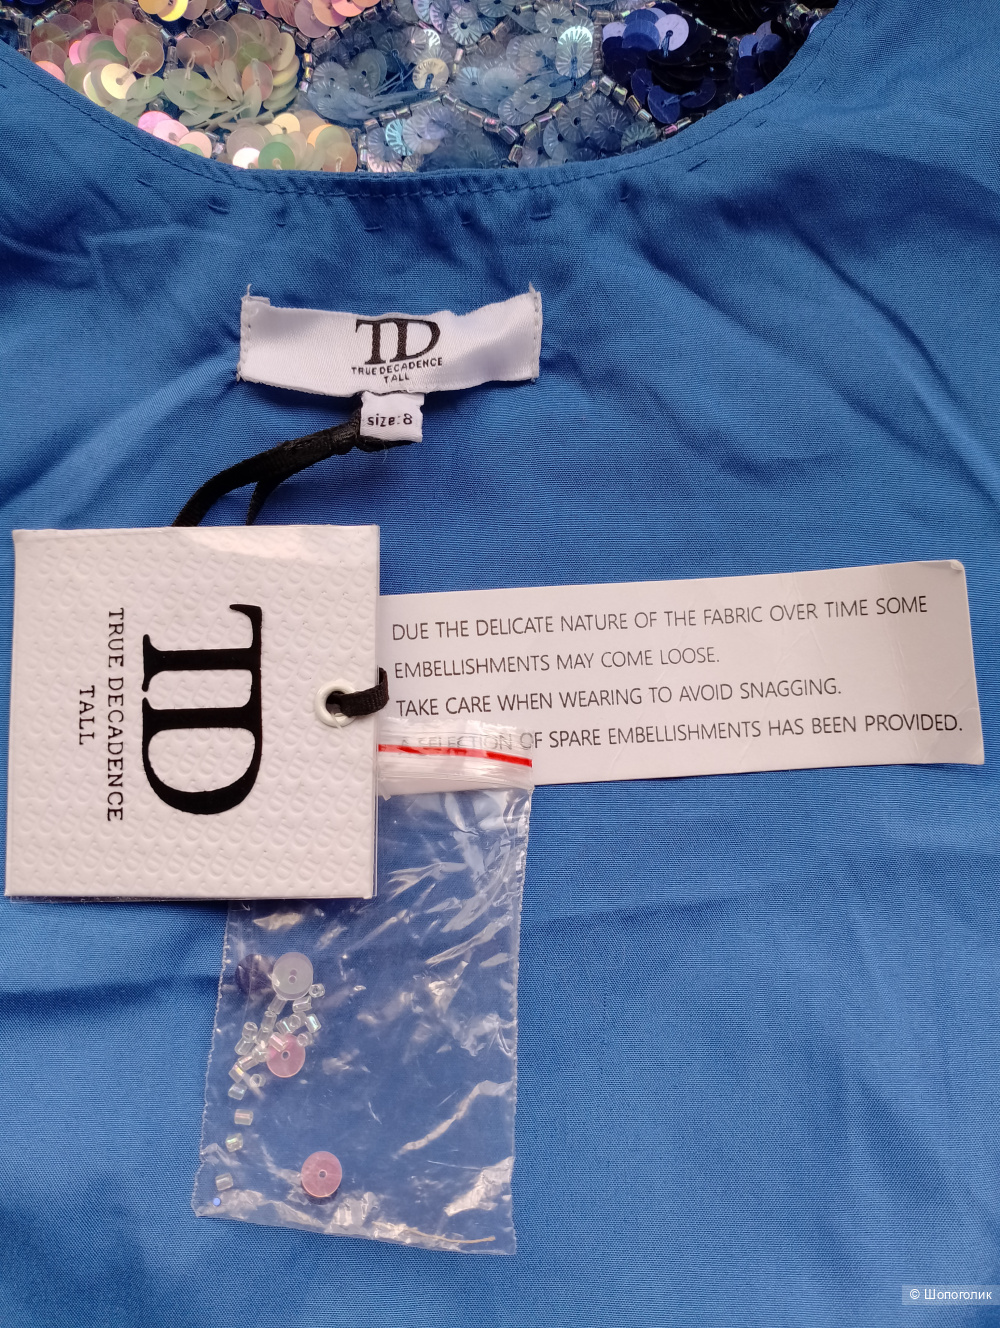 TD
TRUE DECADENCE
TALL
size: 8
TD
TRUE DECADENCE
TALL
DUE THE DELICATE NATURE OF THE FABRIC OVER TIME SOME
EMBELLISHMENTS MAY COME LOOSE.
TAKE CARE WHEN WEARING TO AVOID SNAGGING.
A SELECTION OF SPARE EMBELLISHMENTS HAS BEEN PROVIDED.
© Шопоголик